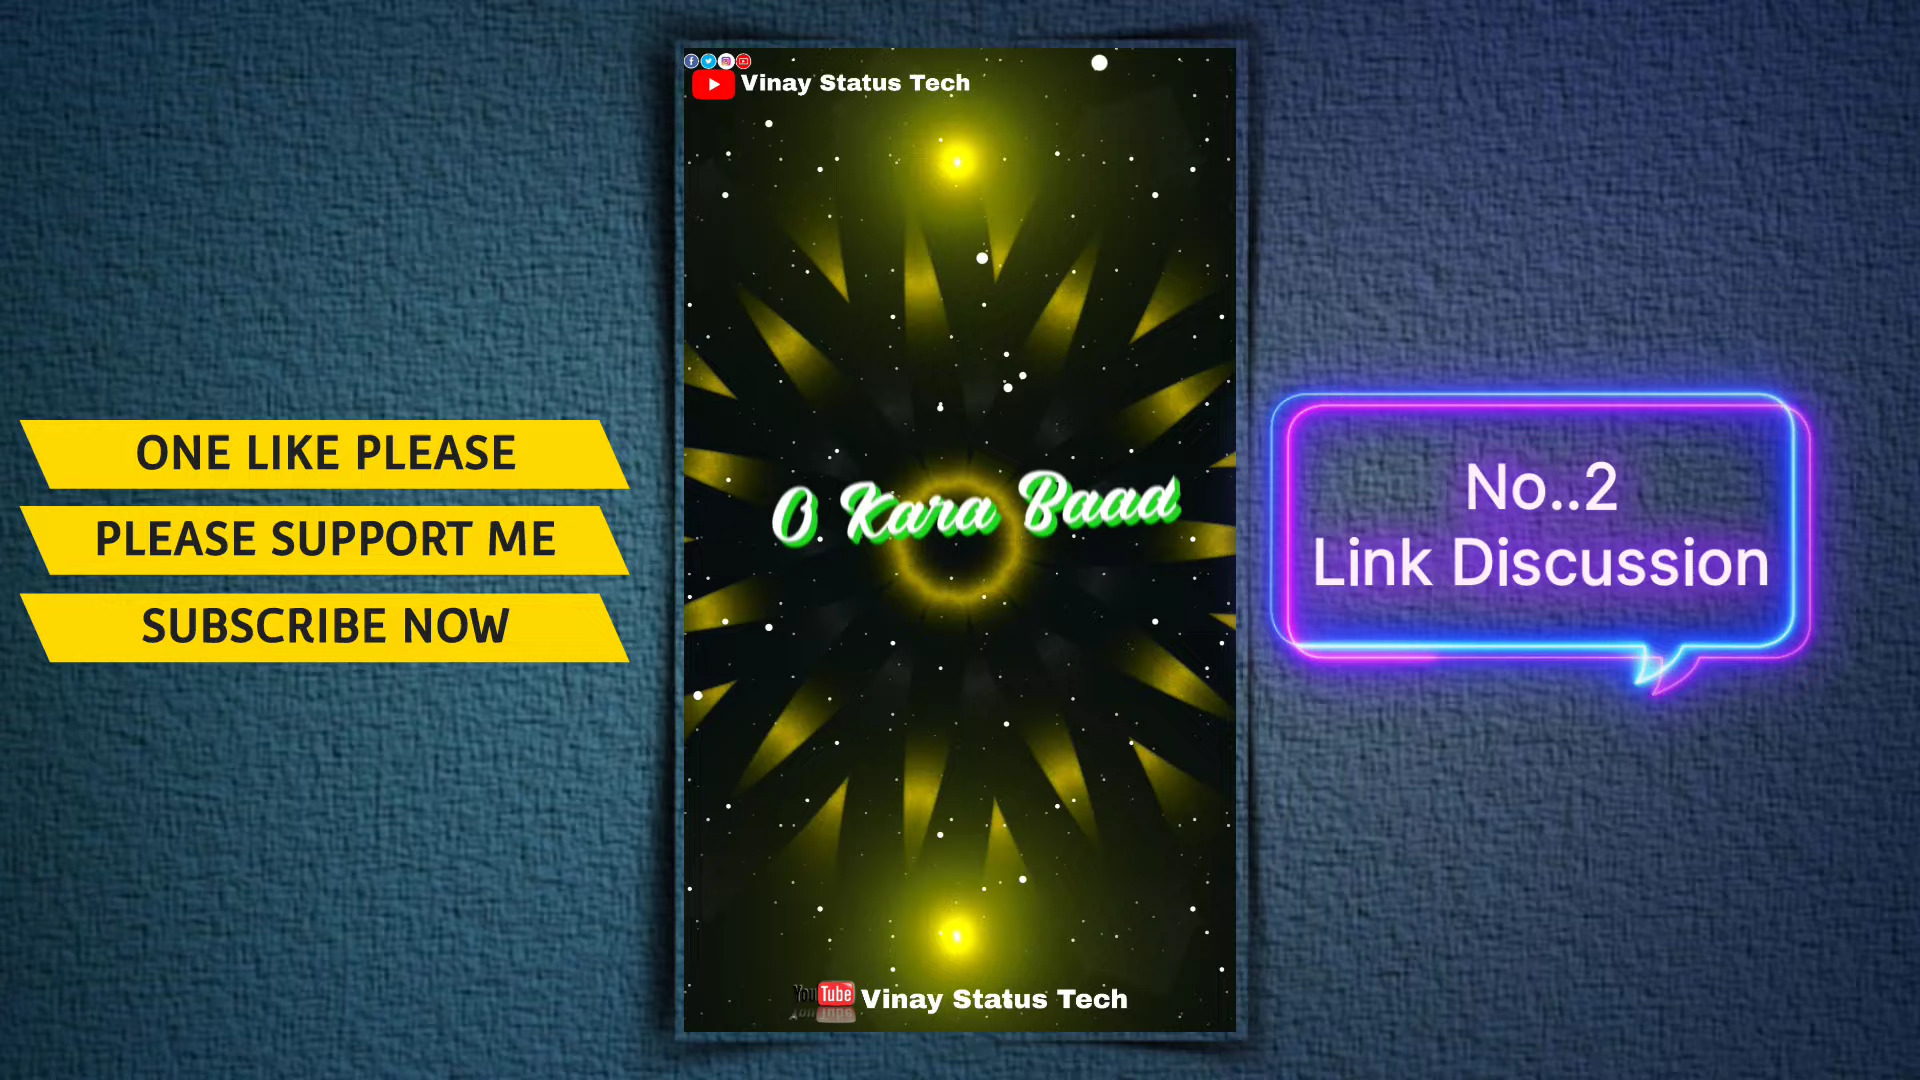 Vinay Status Tech
ONE LIKE PLEASE
PLEASE SUPPORT ME
SUBSCRIBE NOW
O Kara Baad
No..2
Link Discussion
YouTube Vinay Status Tech